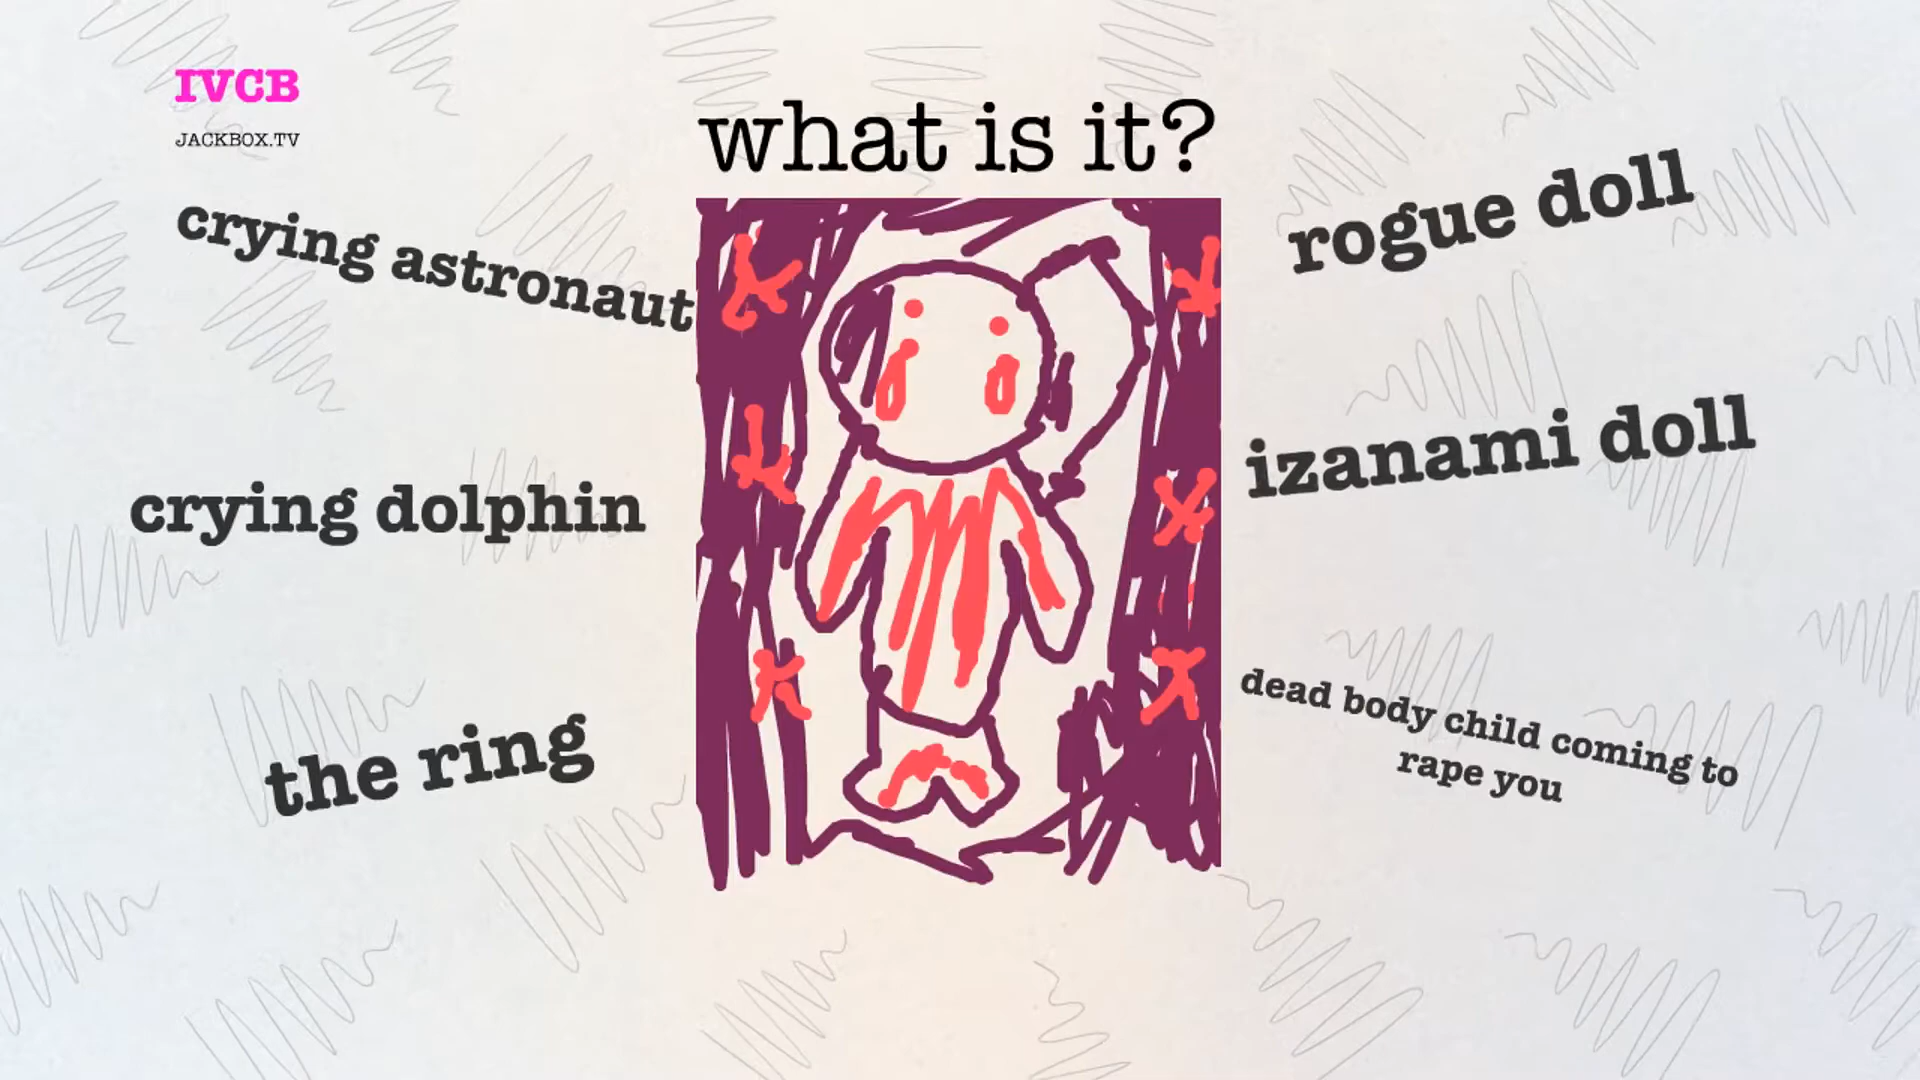 IVCB
JACKBOX.TV
what is it?
crying astronaut
crying dolphin
the ring
rogue doll
izanami doll
dead body child coming to
rape you